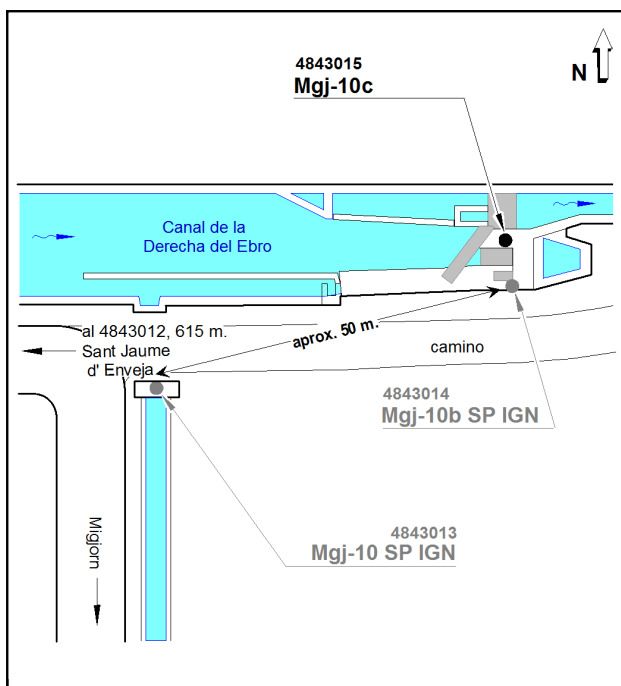 4843015
Mgj-10c
N
Canal de la
Derecha del Ebro
al 4843012, 615 m.
Sant Jaume
d' Enveja
aprox. 50 m.
camino
4843014
Mgj-10b SP IGN
4843013
Mgj-10 SP IGN
Migjorn